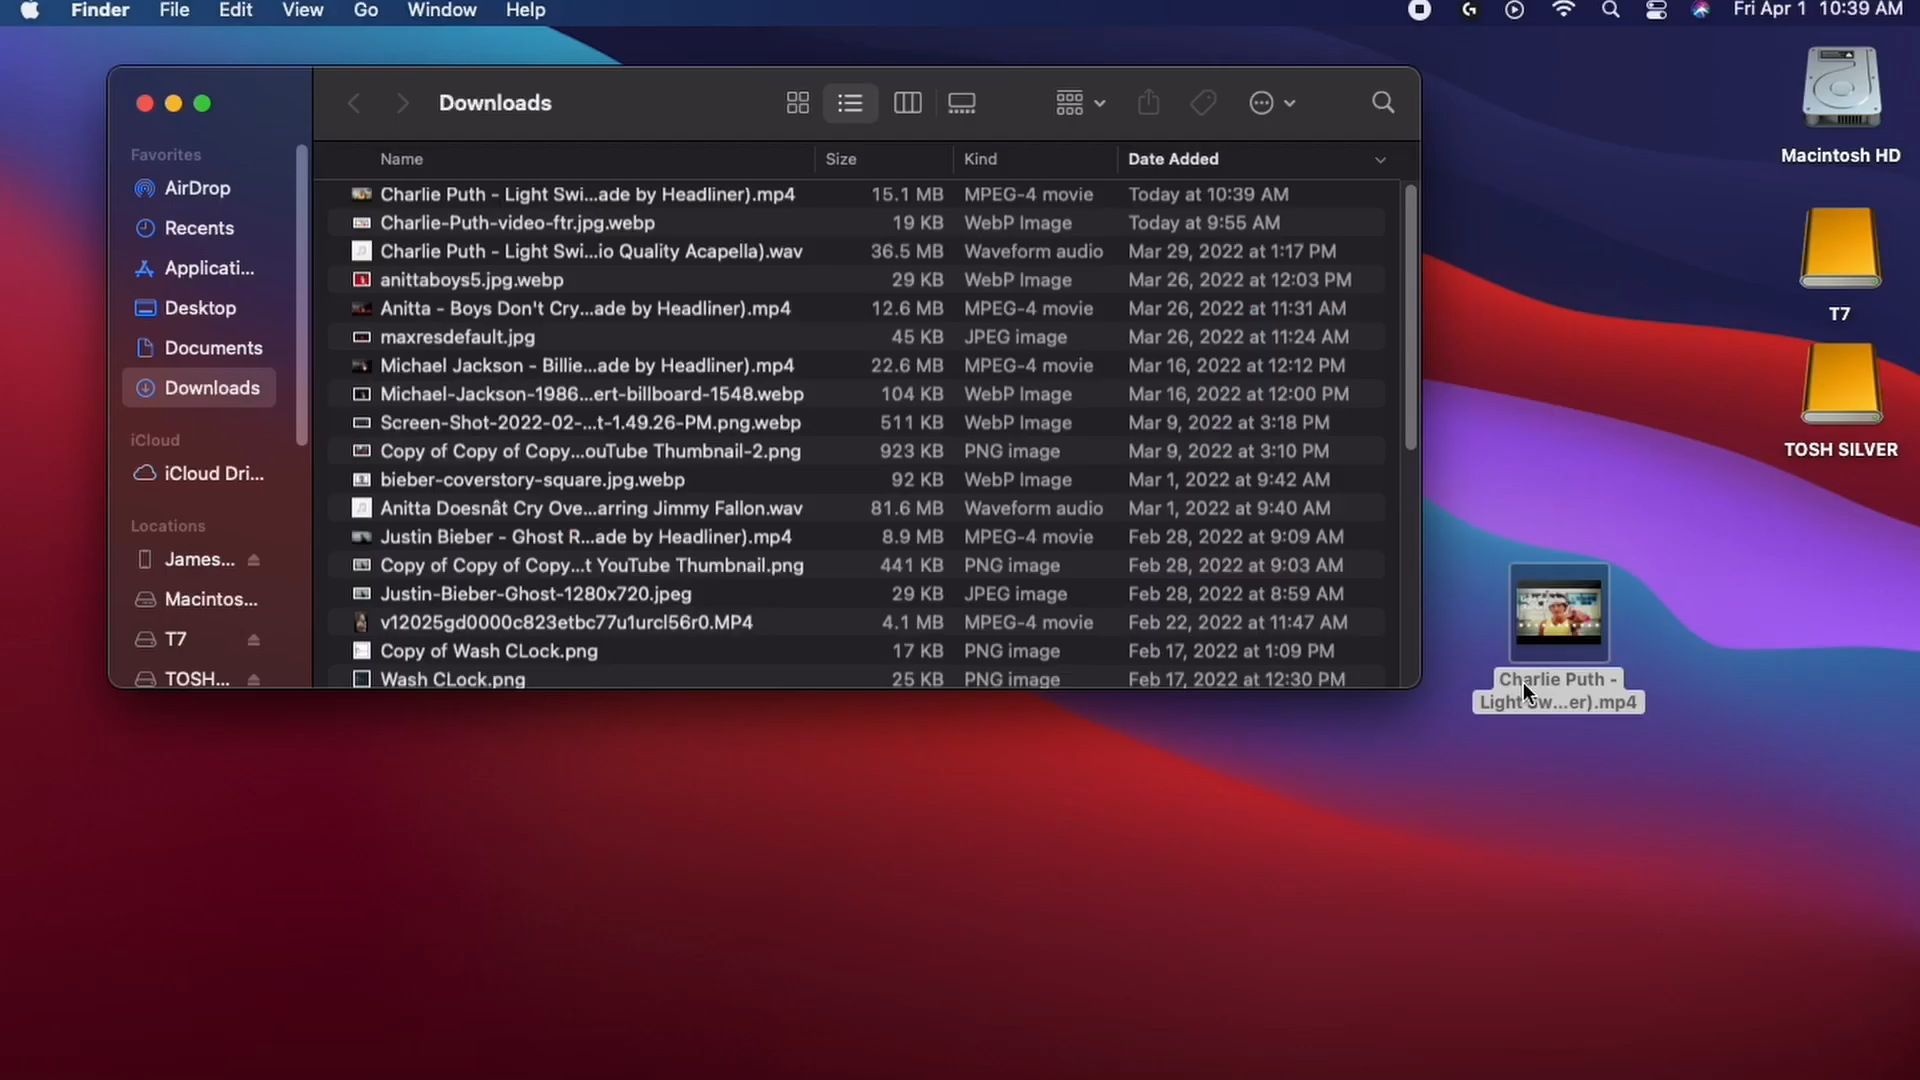 Finder File Edit View Go Window Help Fri Apr 1 10:39 AM
Downloads
Name Size Kind Date Added
Favorites
AirDrop
Recents
Applicati...
Desktop
Documents
Downloads
iCloud
iCloud Dri...
Locations
James...
Macintos...
T7
TOSH...
Charlie Puth - Light Swi...ade by Headliner).mp4 15.1 MB MPEG-4 movie Today at 10:39 AM
Charlie-Puth-video-ftr.jpg.webp 19 KB WebP Image Today at 9:55 AM
Charlie Puth - Light Swi...io Quality Acapella).wav 36.5 MB Waveform audio Mar 29, 2022 at 1:17 PM
anittaboys5.jpg.webp 29 KB WebP Image Mar 26, 2022 at 12:03 PM
Anitta - Boys Don't Cry...ade by Headliner).mp4 12.6 MB MPEG-4 movie Mar 26, 2022 at 11:31 AM
maxresdefault.jpg 45 KB JPEG image Mar 26, 2022 at 11:24 AM
Michael Jackson - Billie...ade by Headliner).mp4 22.6 MB MPEG-4 movie Mar 16, 2022 at 12:12 PM
Michael-Jackson-1986...ert-billboard-1548.webp 104 KB WebP Image Mar 16, 2022 at 12:00 PM
Screen-Shot-2022-02-...t-1.49.26-PM.png.webp 511 KB WebP Image Mar 9, 2022 at 3:18 PM
Copy of Copy of Copy...ouTube Thumbnail-2.png 923 KB PNG image Mar 9, 2022 at 3:10 PM
bieber-coverstory-square.jpg.webp 92 KB WebP Image Mar 1, 2022 at 9:42 AM
Anitta Doesnât Cry Ove...arring Jimmy Fallon.wav 81.6 MB Waveform audio Mar 1, 2022 at 9:40 AM
Justin Bieber - Ghost R...ade by Headliner).mp4 8.9 MB MPEG-4 movie Feb 28, 2022 at 9:09 AM
Copy of Copy of Copy...t YouTube Thumbnail.png 441 KB PNG image Feb 28, 2022 at 9:03 AM
Justin-Bieber-Ghost-1280x720.jpeg 29 KB JPEG image Feb 28, 2022 at 8:59 AM
v12025gd0000c823etbc77u1urcl56r0.MP4 4.1 MB MPEG-4 movie Feb 22, 2022 at 11:47 AM
Copy of Wash CLock.png 17 KB PNG image Feb 17, 2022 at 1:09 PM
Wash CLock.png 25 KB PNG image Feb 17, 2022 at 12:30 PM
Macintosh HD
T7
TOSH SILVER
Charlie Puth -
Light Sw...er).mp4